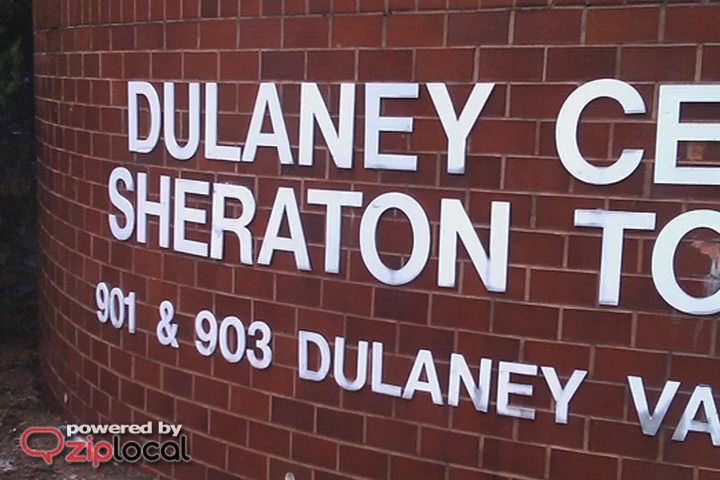 DULANEY CE
SHERATON TO
901 & 903 DULANEY VA
powered by
ziplocal